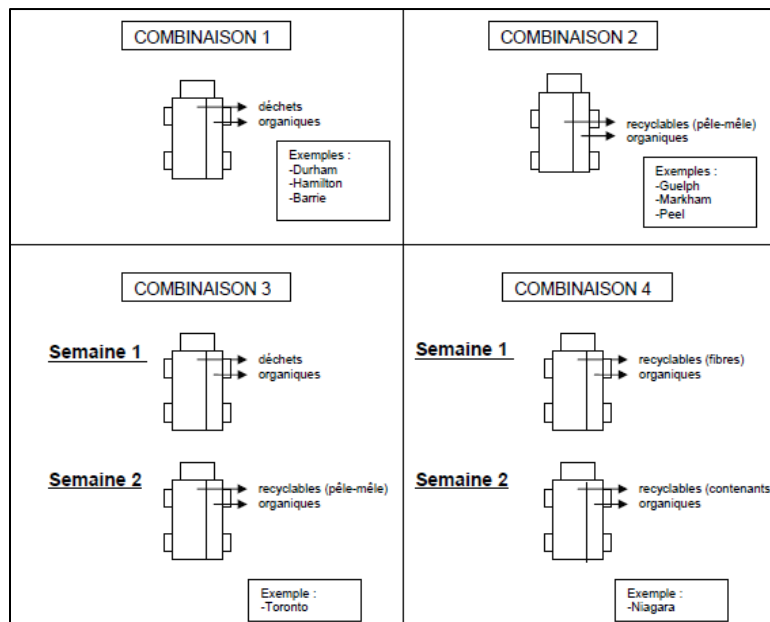 COMBINAISON 1
déchets
organiques
Exemples :
-Durham
-Hamilton
-Barrie
COMBINAISON 2
recyclables (pêle-mêle)
organiques
Exemples :
-Guelph
-Markham
-Peel
COMBINAISON 3
Semaine 1
déchets
organiques
Semaine 2
recyclables (pêle-mêle)
organiques
Exemple :
-Toronto
COMBINAISON 4
Semaine 1
recyclables (fibres)
organiques
Semaine 2
recyclables (contenants
organiques
Exemple :
-Niagara